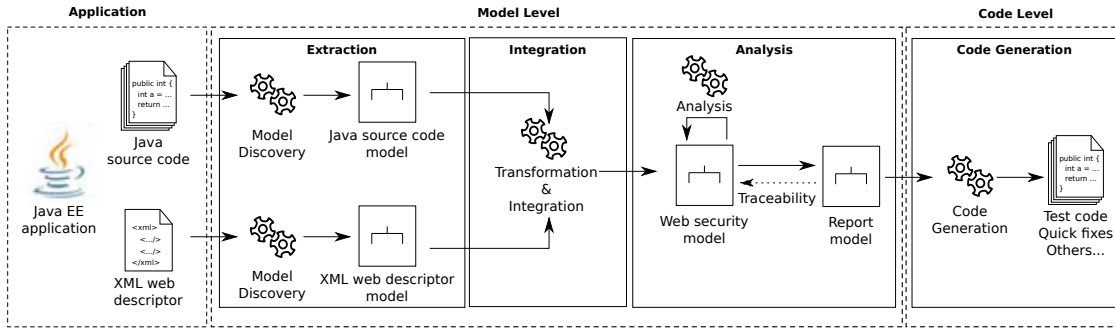 Application
Model Level
Code Level
Extraction
Integration
Analysis
Code Generation
public int {
int a = ...
return ...
}
Java
source code
Java EE
application
<xml>
<.../>
<.../>
</xml>
XML web
descriptor
Model
Discovery
Java source code
model
Model
Discovery
XML web descriptor
model
Transformation
&
Integration
Analysis
Web security
model
Traceability
Report
model
Code
Generation
public int {
int a = ...
return ...
}
Test code
Quick fixes
Others...